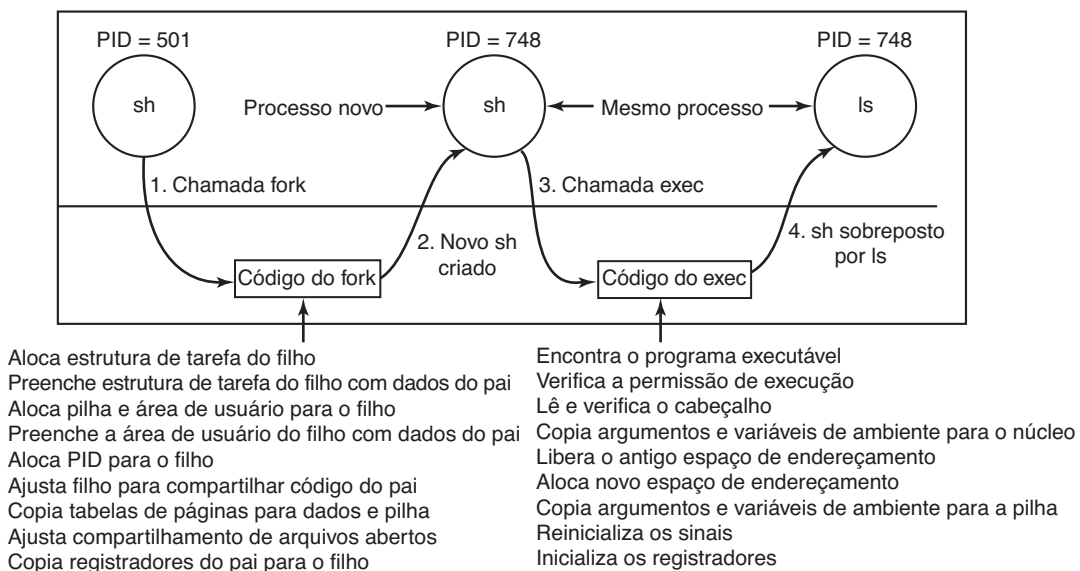 PID = 501
PID = 748
PID = 748
sh
Processo novo
sh
Mesmo processo
ls
1. Chamada fork
3. Chamada exec
2. Novo sh
criado
4. sh sobreposto
por ls
Código do fork
Código do exec
Aloca estrutura de tarefa do filho
Preenche estrutura de tarefa do filho com dados do pai
Aloca pilha e área de usuário para o filho
Preenche a área de usuário do filho com dados do pai
Aloca PID para o filho
Ajusta filho para compartilhar código do pai
Copia tabelas de páginas para dados e pilha
Ajusta compartilhamento de arquivos abertos
Copia registradores do pai para o filho
Encontra o programa executável
Verifica a permissão de execução
Lê e verifica o cabeçalho
Copia argumentos e variáveis de ambiente para o núcleo
Libera o antigo espaço de endereçamento
Aloca novo espaço de endereçamento
Copia argumentos e variáveis de ambiente para a pilha
Reinicializa os sinais
Inicializa os registradores